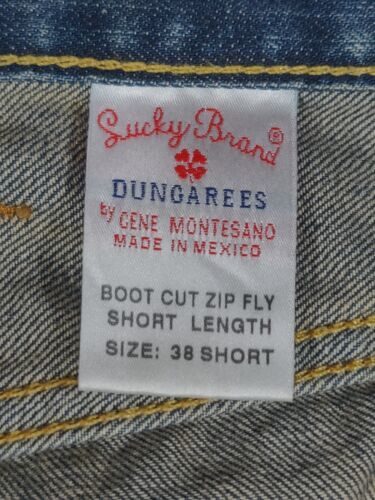 Lucky Brand®
DUNGAREES
by GENE MONTESANO
MADE IN MEXICO
BOOT CUT ZIP FLY
SHORT LENGTH
SIZE: 38 SHORT